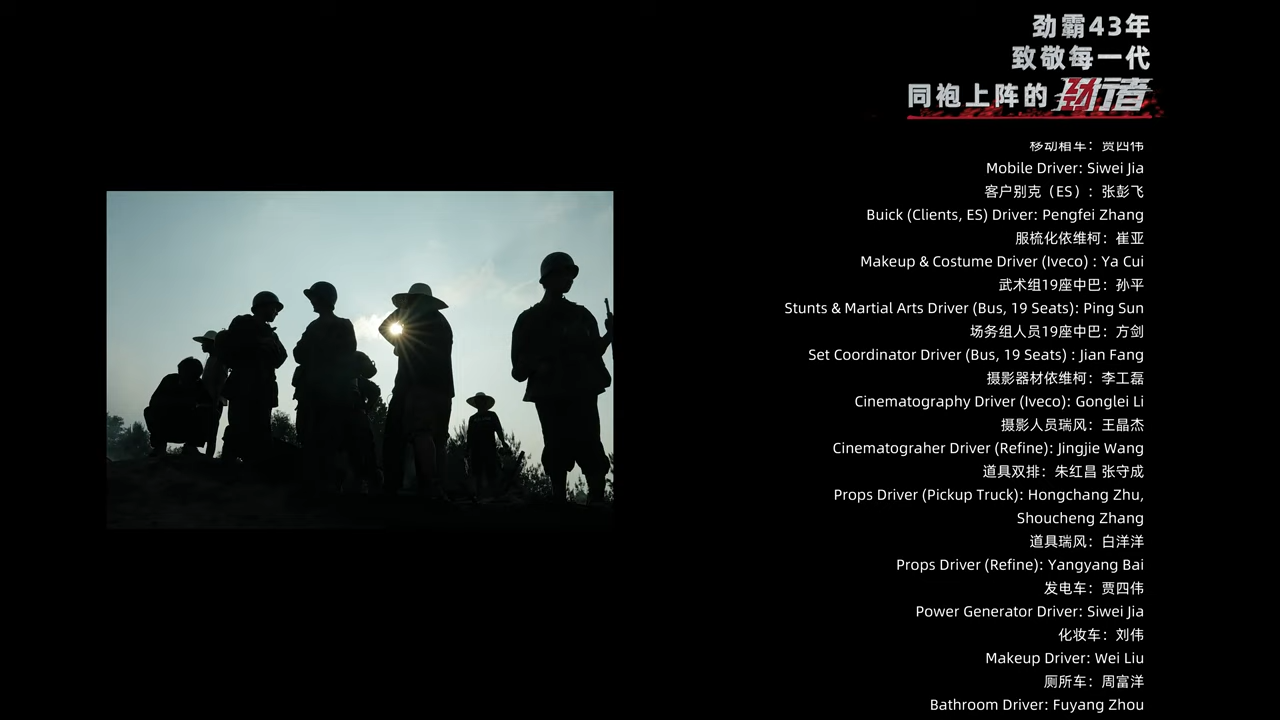 劲霸43年
致敬每一代
同袍上阵的 劲行者
移动箱车：贾四伟
Mobile Driver: Siwei Jia
客户别克（ES）：张彭飞
Buick (Clients, ES) Driver: Pengfei Zhang
服梳化依维柯：崔亚
Makeup & Costume Driver (Iveco) : Ya Cui
武术组19座中巴：孙平
Stunts & Martial Arts Driver (Bus, 19 Seats): Ping Sun
场务组人员19座中巴：方剑
Set Coordinator Driver (Bus, 19 Seats) : Jian Fang
摄影器材依维柯：李工磊
Cinematography Driver (Iveco): Gonglei Li
摄影人员瑞风：王晶杰
Cinematograher Driver (Refine): Jingjie Wang
道具双排：朱红昌 张守成
Props Driver (Pickup Truck): Hongchang Zhu,
Shoucheng Zhang
道具瑞风：白洋洋
Props Driver (Refine): Yangyang Bai
发电车：贾四伟
Power Generator Driver: Siwei Jia
化妆车：刘伟
Makeup Driver: Wei Liu
厕所车：周富洋
Bathroom Driver: Fuyang Zhou